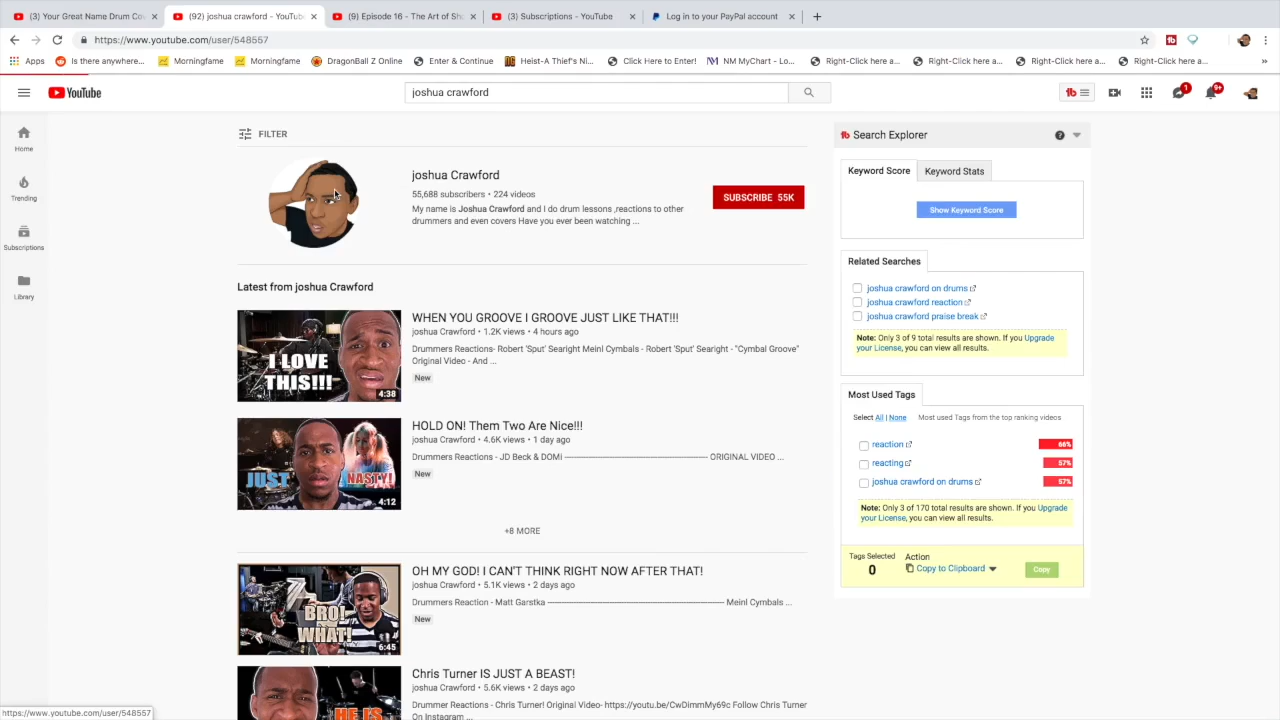 (3) Your Great Name Drum Cov
(92) joshua crawford - YouTub
(9) Episode 16 - The Art of Sho
(3) Subscriptions - YouTube
Log in to your PayPal account
https://www.youtube.com/user/548557
Apps
Is there anywhere...
Morningfame
Morningfame
DragonBall Z Online
Enter & Continue
Heist-A Thief's Ni...
Click Here to Enter!
NM MyChart - Lo...
Right-Click here a...
Right-Click here a...
Right-Click here a...
Right-Click here a...
YouTube
joshua crawford
tb
1
9+
Home
Trending
Subscriptions
Library
FILTER
joshua Crawford
55,688 subscribers • 224 videos
My name is Joshua Crawford and I do drum lessons ,reactions to other
drummers and even covers Have you ever been watching ...
SUBSCRIBE 55K
Latest from joshua Crawford
I LOVE
THIS!!!
4:38
WHEN YOU GROOVE I GROOVE JUST LIKE THAT!!!
joshua Crawford • 1.2K views • 4 hours ago
Drummers Reactions- Robert 'Sput' Searight Meinl Cymbals - Robert 'Sput' Searight - "Cymbal Groove"
Original Video - And ...
New
JUST NASTY!
4:12
HOLD ON! Them Two Are Nice!!!
joshua Crawford • 4.6K views • 1 day ago
Drummers Reactions - JD Beck & DOMi ——————————————— ORIGINAL VIDEO ...
New
+8 MORE
BRO!
WHAT!
6:45
OH MY GOD! I CAN'T THINK RIGHT NOW AFTER THAT!
joshua Crawford • 5.1K views • 2 days ago
Drummers Reaction - Matt Garstka ——————————————————— Meinl Cymbals ...
New
HE IS
Chris Turner IS JUST A BEAST!
joshua Crawford • 5.6K views • 2 days ago
Drummer Reactions - Chris Turner! Original Video- https://youtu.be/CwDimmMy69c Follow Chris Turner
On Instagram ...
tb Search Explorer
Keyword Score
Keyword Stats
Show Keyword Score
Related Searches
joshua crawford on drums
joshua crawford reaction
joshua crawford praise break
Note: Only 3 of 9 total results are shown. If you Upgrade
your License, you can view all results.
Most Used Tags
Select All | None
Most used Tags from the top ranking videos
reaction
66%
reacting
57%
joshua crawford on drums
57%
Note: Only 3 of 170 total results are shown. If you Upgrade
your License, you can view all results.
Tags Selected
0
Action
Copy to Clipboard
Copy
https://www.youtube.com/user/548557